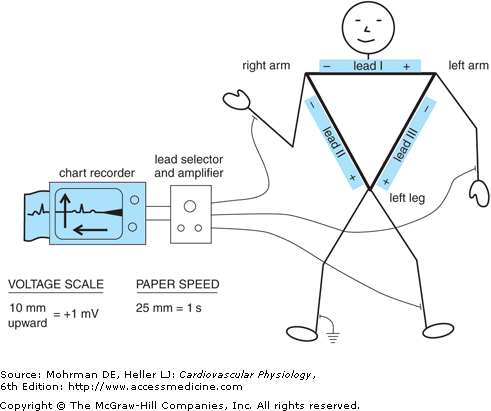 right arm
− lead I +
left arm
− lead II +
− lead III +
left leg
chart recorder
lead selector
and amplifier
VOLTAGE SCALE
10 mm
upward = +1 mV
PAPER SPEED
25 mm = 1 s
Source: Mohrman DE, Heller LJ: Cardiovascular Physiology,
6th Edition: http://www.accessmedicine.com
Copyright © The McGraw-Hill Companies, Inc. All rights reserved.